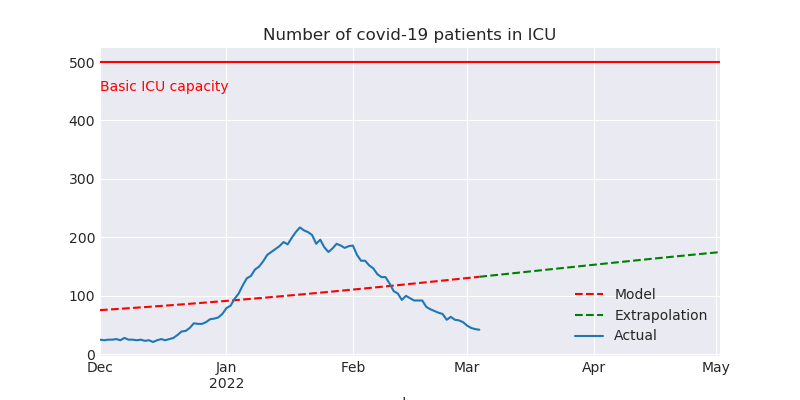 Number of covid-19 patients in ICU
500
Basic ICU capacity
400
300
200
100
0
Model
Extrapolation
Actual
Dec Jan Feb Mar Apr May
2022